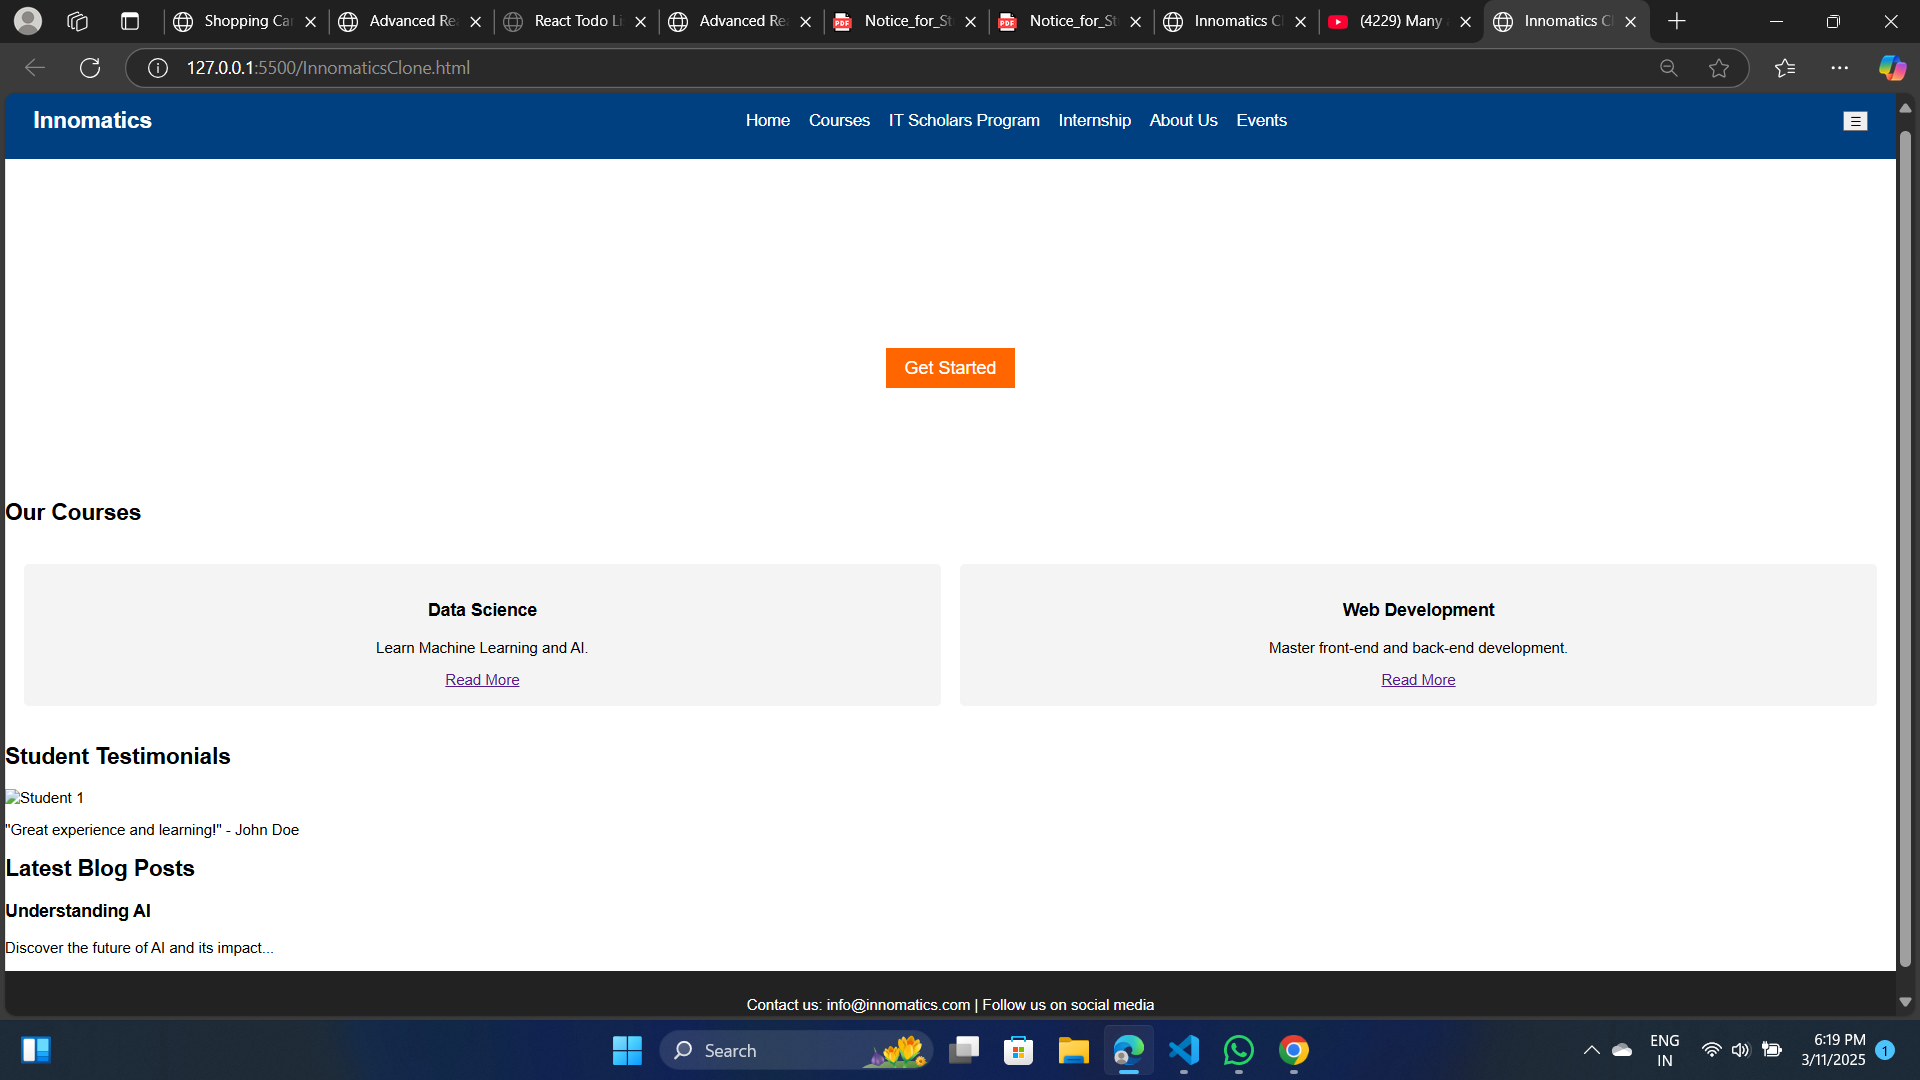 Shopping Ca
Advanced Re
React Todo Li
Advanced Re
Notice_for_St
Notice_for_St
Innomatics Cl
(4229) Many
Innomatics Cl
127.0.0.1:5500/InnomaticsClone.html
Innomatics
Home Courses IT Scholars Program Internship About Us Events
☰
Get Started
Our Courses
Data Science
Learn Machine Learning and AI.
Read More
Web Development
Master front-end and back-end development.
Read More
Student Testimonials
Student 1
"Great experience and learning!" - John Doe
Latest Blog Posts
Understanding AI
Discover the future of AI and its impact...
Contact us: info@innomatics.com | Follow us on social media
Search
ENG
IN
6:19 PM
3/11/2025
1